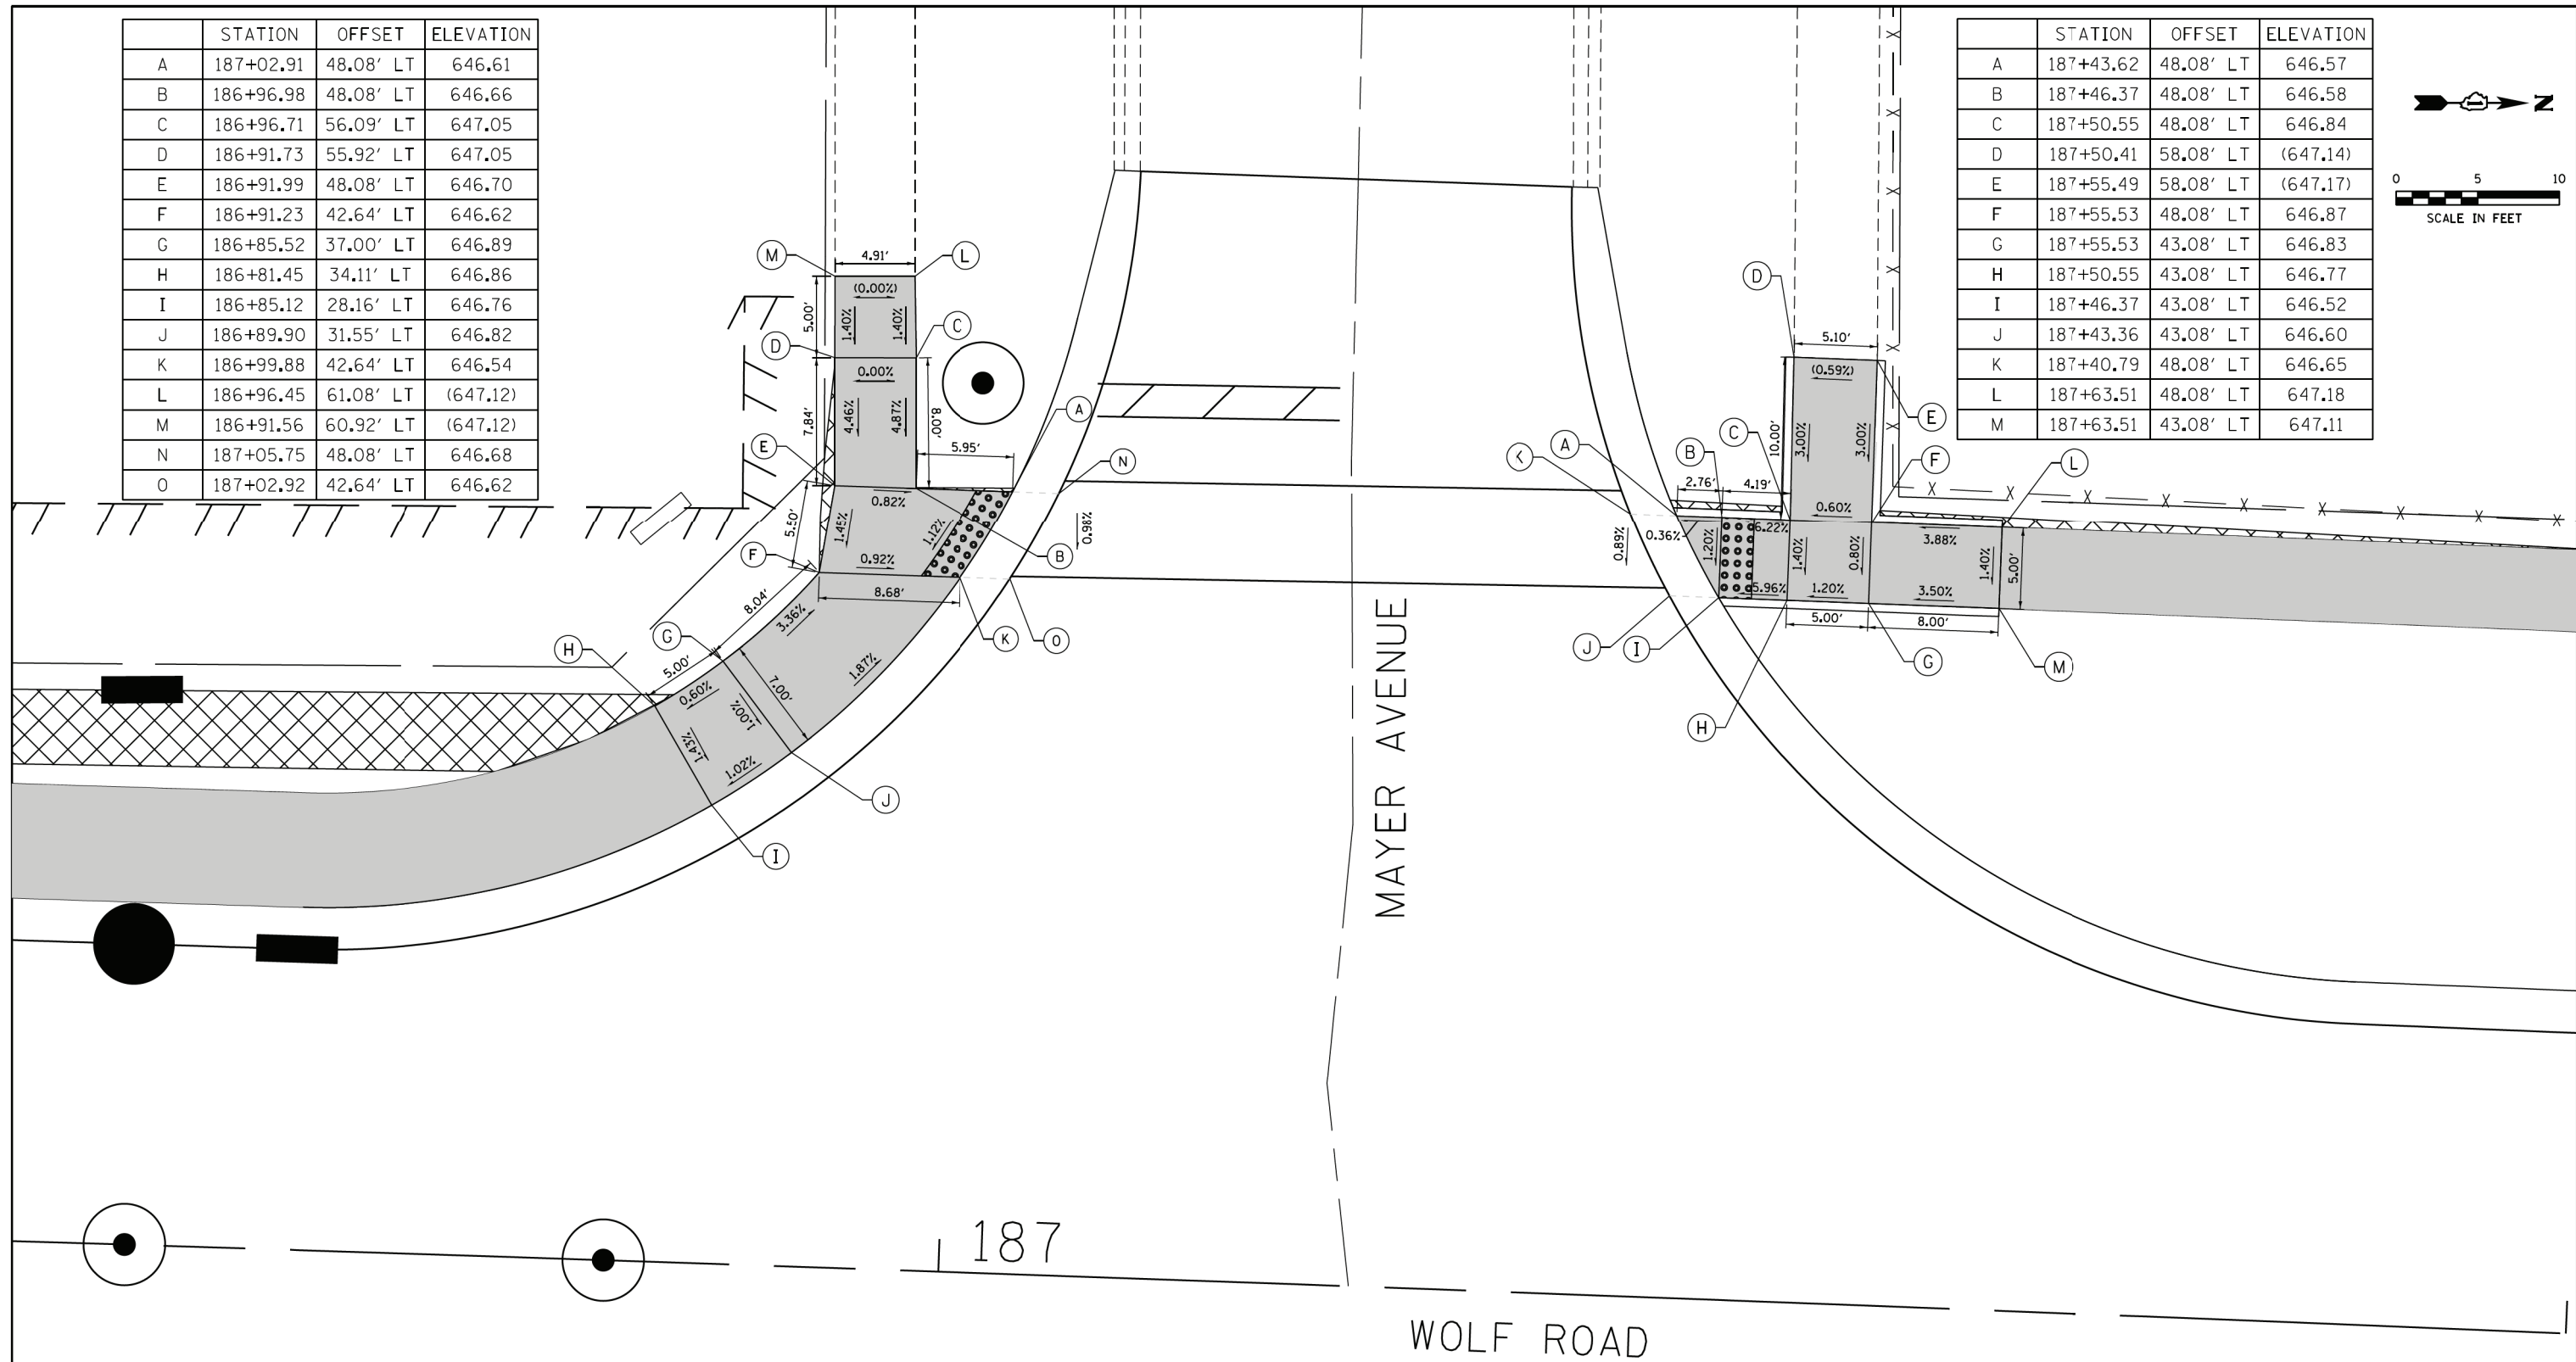 STATION OFFSET ELEVATION
A 187+02.91 48.08' LT 646.61
B 186+96.98 48.08' LT 646.66
C 186+96.71 56.09' LT 647.05
D 186+91.73 55.92' LT 647.05
E 186+91.99 48.08' LT 646.70
F 186+91.23 42.64' LT 646.62
G 186+85.52 37.00' LT 646.89
H 186+81.45 34.11' LT 646.86
I 186+85.12 28.16' LT 646.76
J 186+89.90 31.55' LT 646.82
K 186+99.88 42.64' LT 646.54
L 186+96.45 61.08' LT (647.12)
M 186+91.56 60.92' LT (647.12)
N 187+05.75 48.08' LT 646.68
O 187+02.92 42.64' LT 646.62
STATION OFFSET ELEVATION
A 187+43.62 48.08' LT 646.57
B 187+46.37 48.08' LT 646.58
C 187+50.55 48.08' LT 646.84
D 187+50.41 58.08' LT (647.14)
E 187+55.49 58.08' LT (647.17)
F 187+55.53 48.08' LT 646.87
G 187+55.53 43.08' LT 646.83
H 187+50.55 43.08' LT 646.77
I 187+46.37 43.08' LT 646.52
J 187+43.36 43.08' LT 646.60
K 187+40.79 48.08' LT 646.65
L 187+63.51 48.08' LT 647.18
M 187+63.51 43.08' LT 647.11
N
0 5 10
SCALE IN FEET
M
4.91'
L
(0.00%)
5.00'
1.40%
1.40%
C
D
0.00%
7.84'
4.46%
4.87%
8.00'
A
E
5.95'
N
0.82%
5.50'
1.45%
1.12%
0.98%
B
F
0.92%
8.68'
8.04'
3.36%
K
O
G
H
5.00'
7.00'
1.87%
0.60%
1.00%
1.43%
1.02%
J
I
D
5.10'
(0.59%)
E
10.00'
3.00%
3.00%
C
A
B
K
F
L
2.76'
4.19'
0.60%
0.89%
0.36%
1.20%
6.22%
1.40%
0.80%
3.88%
1.40%
5.00'
5.96%
1.20%
3.50%
5.00'
8.00'
J
I
G
M
H
MAYER AVENUE
187
WOLF ROAD